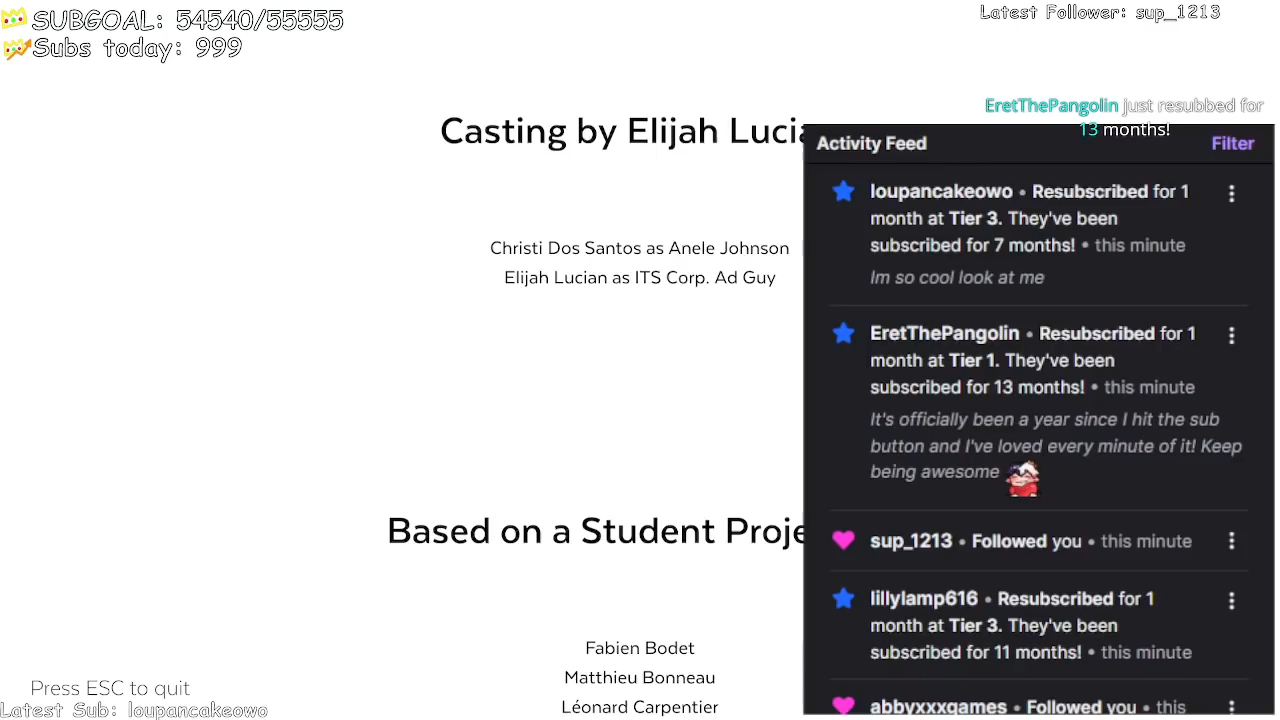 SUBGOAL: 54540/55555
Subs today: 999
Latest Follower: sup_1213
EretThePangolin just resubbed for
13 months!
Casting by Elijah Lucia
Christi Dos Santos as Anele Johnson
Elijah Lucian as ITS Corp. Ad Guy
Based on a Student Proje
Fabien Bodet
Matthieu Bonneau
Léonard Carpentier
Press ESC to quit
Latest Sub: loupancakeowo
Activity Feed
Filter
loupancakeowo • Resubscribed for 1
month at Tier 3. They've been
subscribed for 7 months! • this minute
Im so cool look at me
EretThePangolin • Resubscribed for 1
month at Tier 1. They've been
subscribed for 13 months! • this minute
It's officially been a year since I hit the sub
button and I've loved every minute of it! Keep
being awesome
sup_1213 • Followed you • this minute
lillylamp616 • Resubscribed for 1
month at Tier 3. They've been
subscribed for 11 months! • this minute
abbyxxxgames • Followed you • this